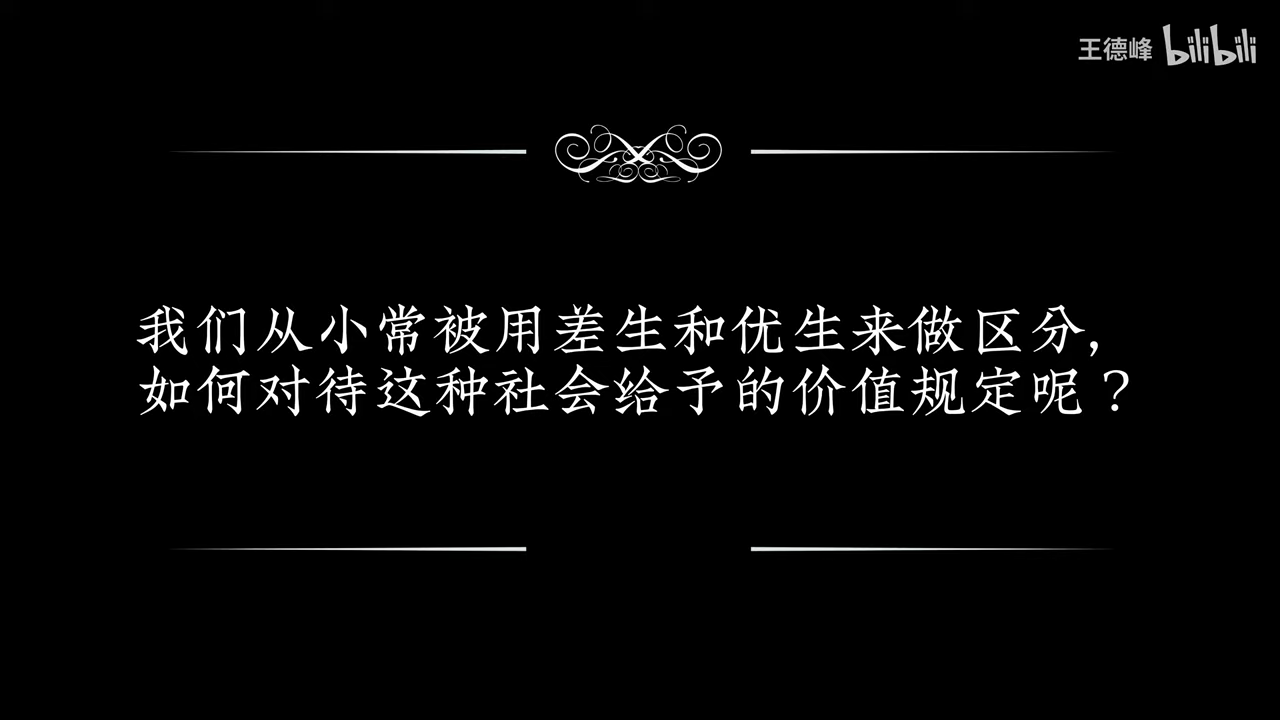 王德峰 bilibili
我们从小常被用差生和优生来做区分,
如何对待这种社会给予的价值规定呢？